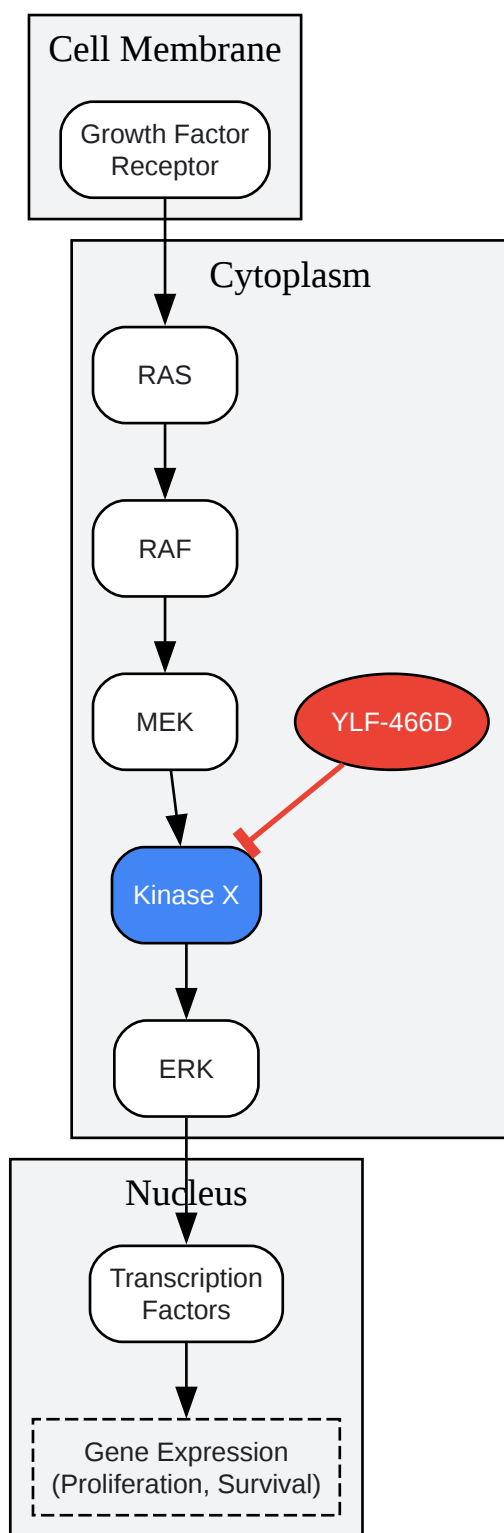 Cell Membrane
Growth Factor
Receptor
Cytoplasm
RAS
RAF
MEK
YLF-466D
Kinase X
ERK
Nucleus
Transcription
Factors
Gene Expression
(Proliferation, Survival)